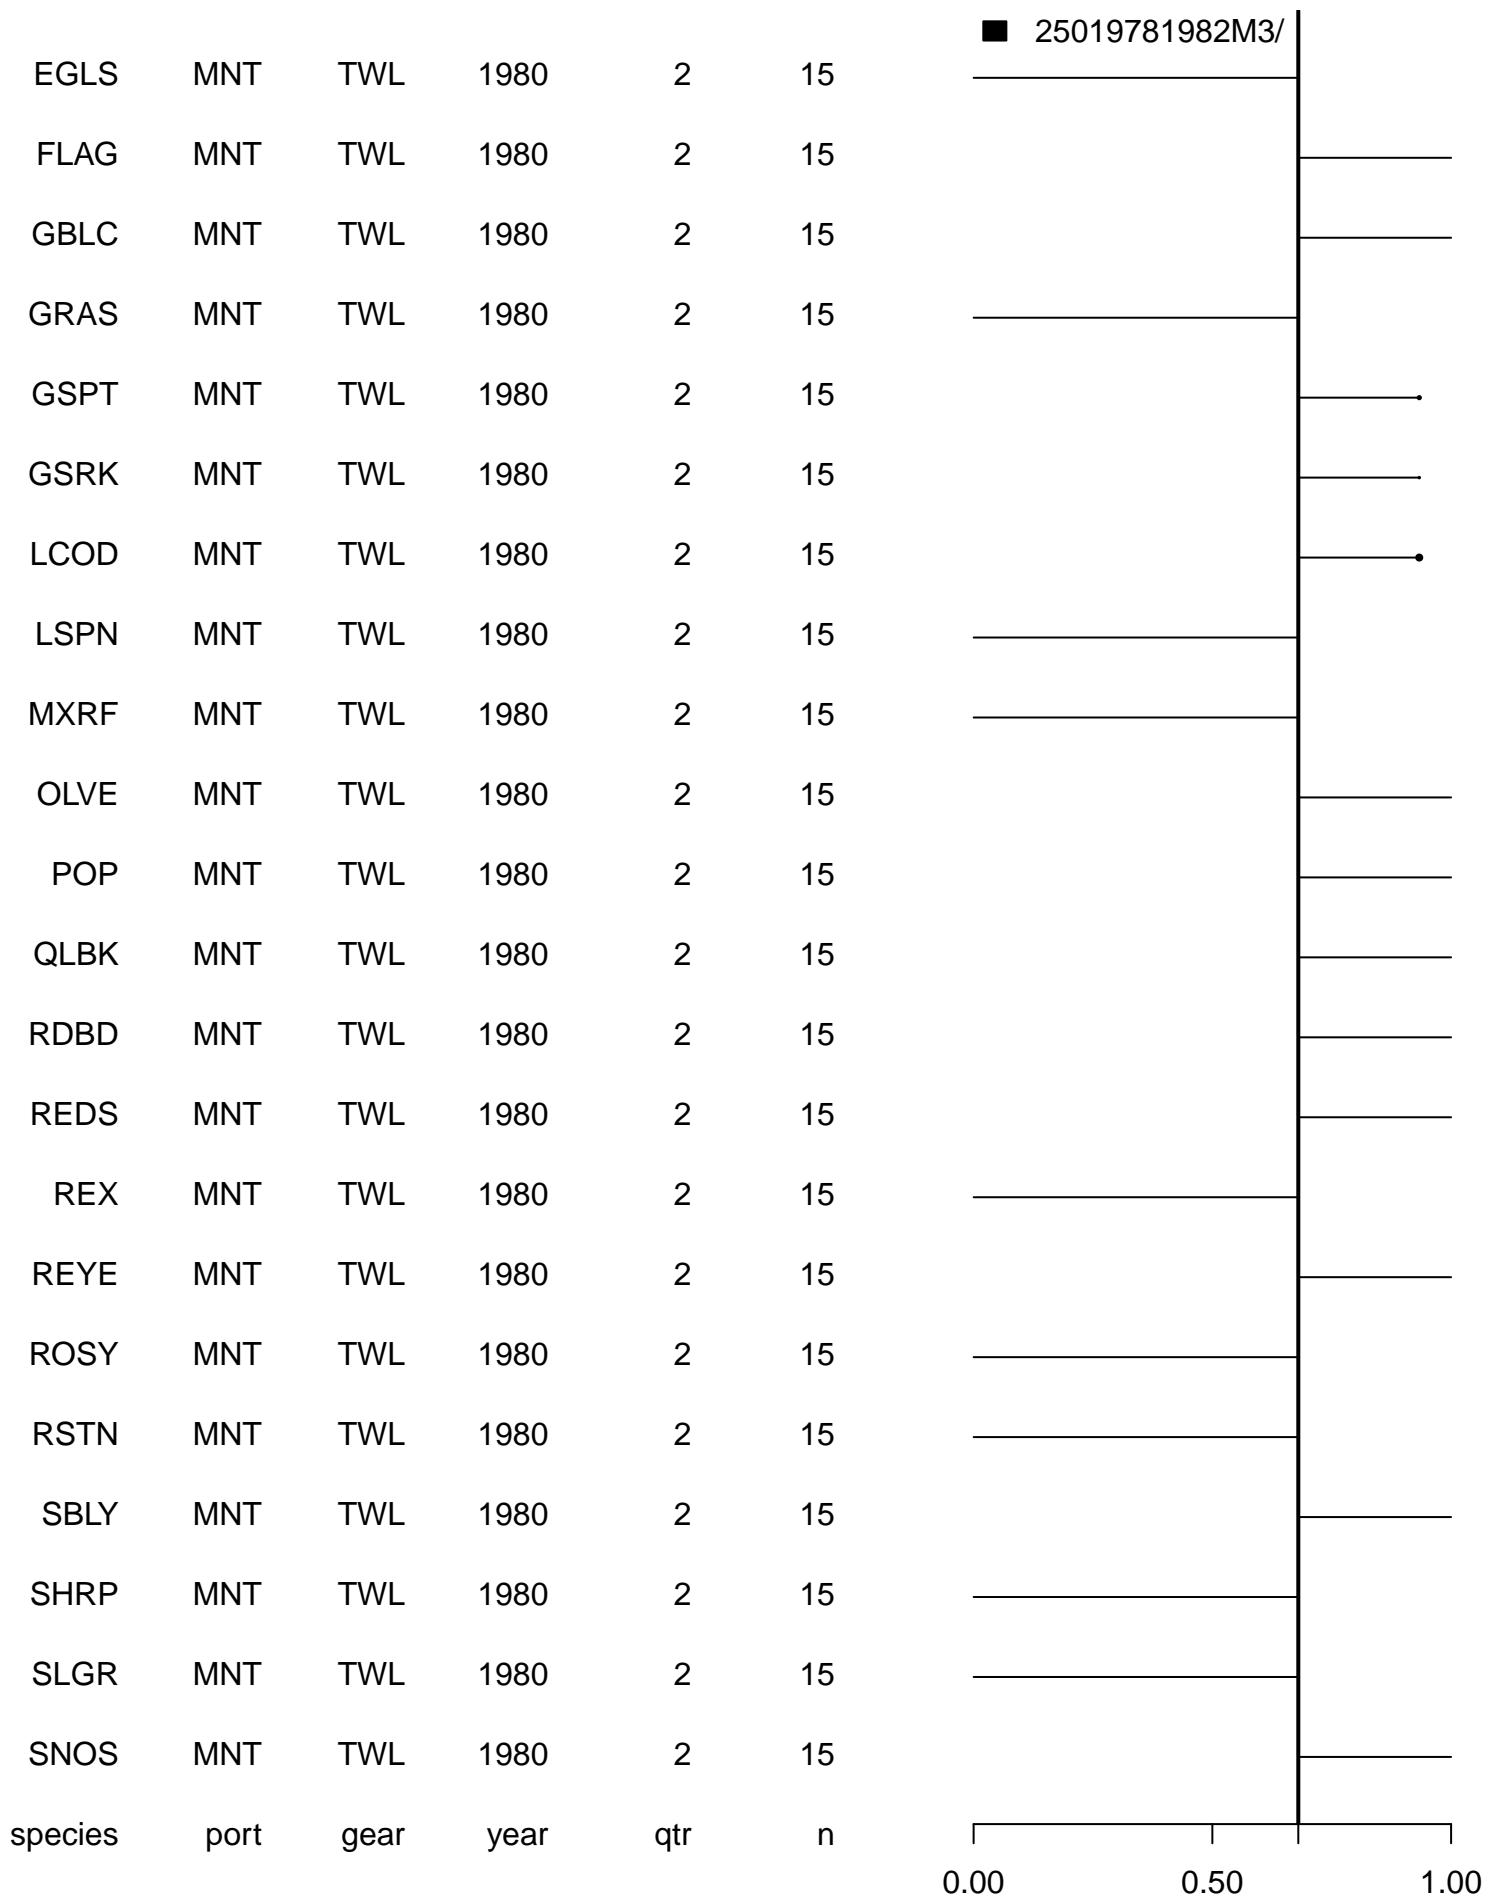 25019781982M3/
EGLS MNT TWL 1980 2 15
FLAG MNT TWL 1980 2 15
GBLC MNT TWL 1980 2 15
GRAS MNT TWL 1980 2 15
GSPT MNT TWL 1980 2 15
GSRK MNT TWL 1980 2 15
LCOD MNT TWL 1980 2 15
LSPN MNT TWL 1980 2 15
MXRF MNT TWL 1980 2 15
OLVE MNT TWL 1980 2 15
POP MNT TWL 1980 2 15
QLBK MNT TWL 1980 2 15
RDBD MNT TWL 1980 2 15
REDS MNT TWL 1980 2 15
REX MNT TWL 1980 2 15
REYE MNT TWL 1980 2 15
ROSY MNT TWL 1980 2 15
RSTN MNT TWL 1980 2 15
SBLY MNT TWL 1980 2 15
SHRP MNT TWL 1980 2 15
SLGR MNT TWL 1980 2 15
SNOS MNT TWL 1980 2 15
species port gear year qtr n
0.00 0.50 1.00